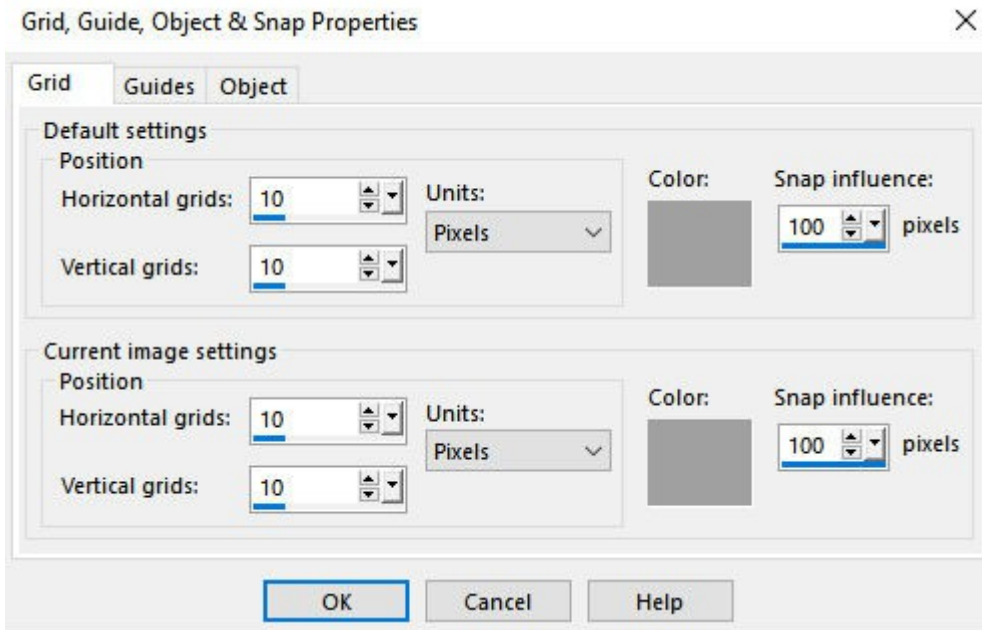 Grid, Guide, Object & Snap Properties
Grid Guides Object
Default settings
Position
Horizontal grids: 10
Units:
Pixels
Vertical grids: 10
Color:
Snap influence:
100 pixels
Current image settings
Position
Horizontal grids: 10
Units:
Pixels
Vertical grids: 10
Color:
Snap influence:
100 pixels
OK Cancel Help